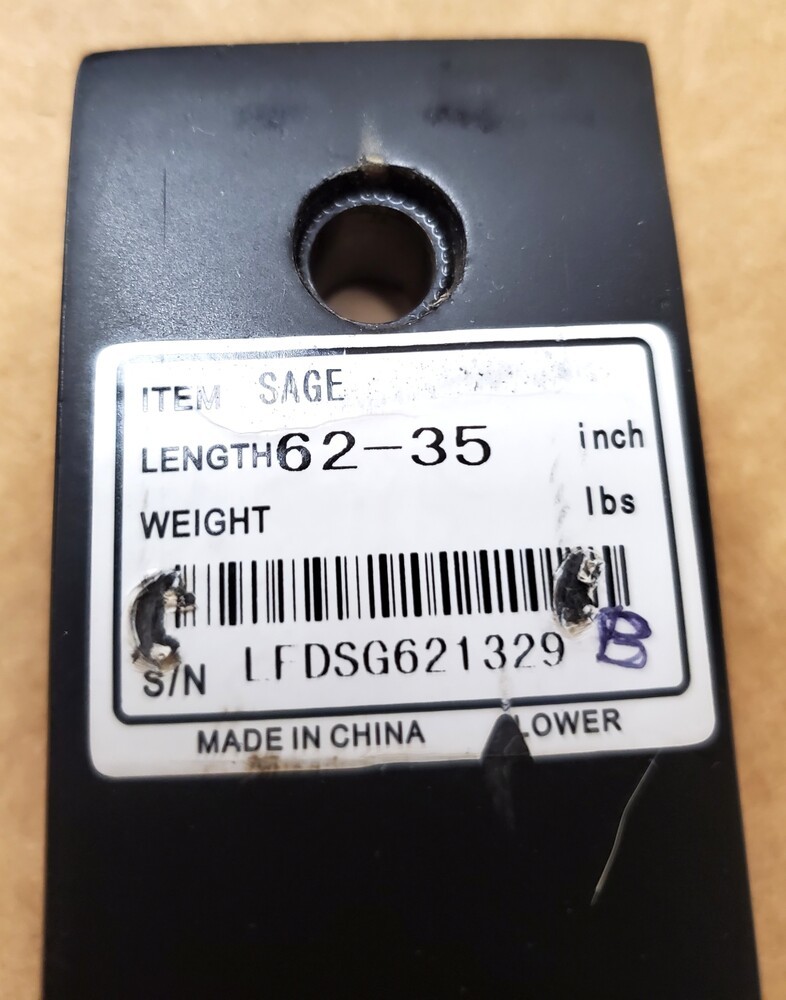 ITEM SAGE
LENGTH 62-35 inch
WEIGHT lbs
S/N LFDSG621329 B
MADE IN CHINA LOWER